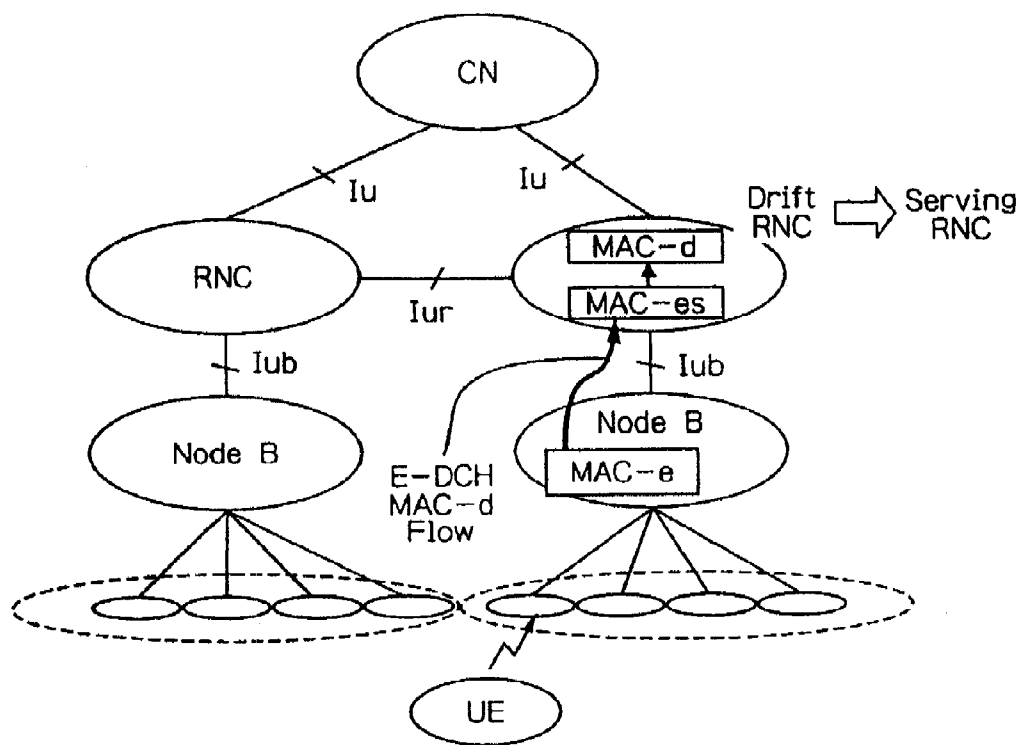 CN
Iu
Iu
Drift
RNC
Serving
RNC
MAC-d
RNC
MAC-es
Iur
Iub
Iub
Node B
Node B
E-DCH
MAC-d
Flow
MAC-e
UE